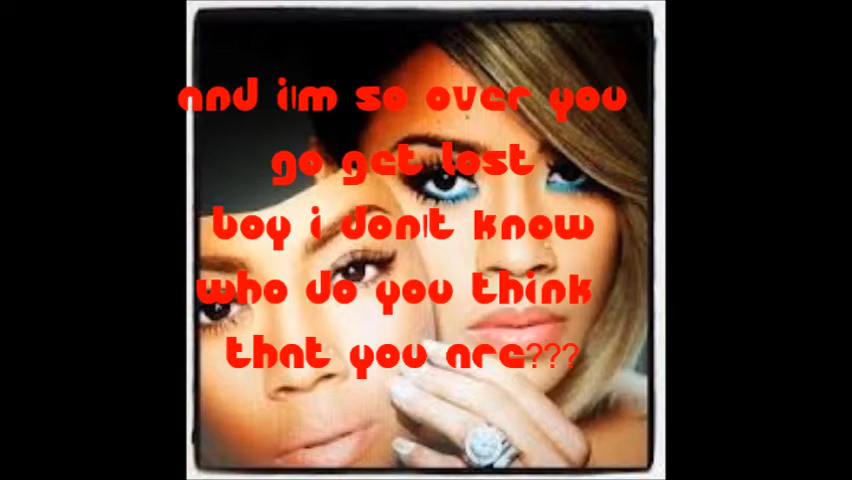 and i'm so over you
go get lost
boy i don't know
who do you think
that you are???